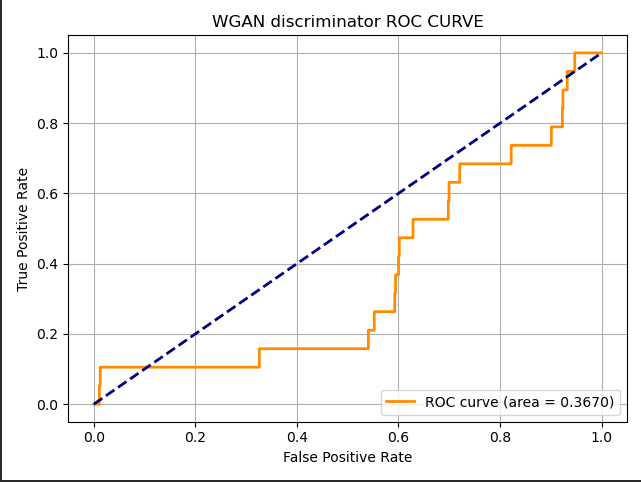 WGAN discriminator ROC CURVE
1.0
0.8
0.6
0.4
0.2
0.0
True Positive Rate
ROC curve (area = 0.3670)
0.0 0.2 0.4 0.6 0.8 1.0
False Positive Rate